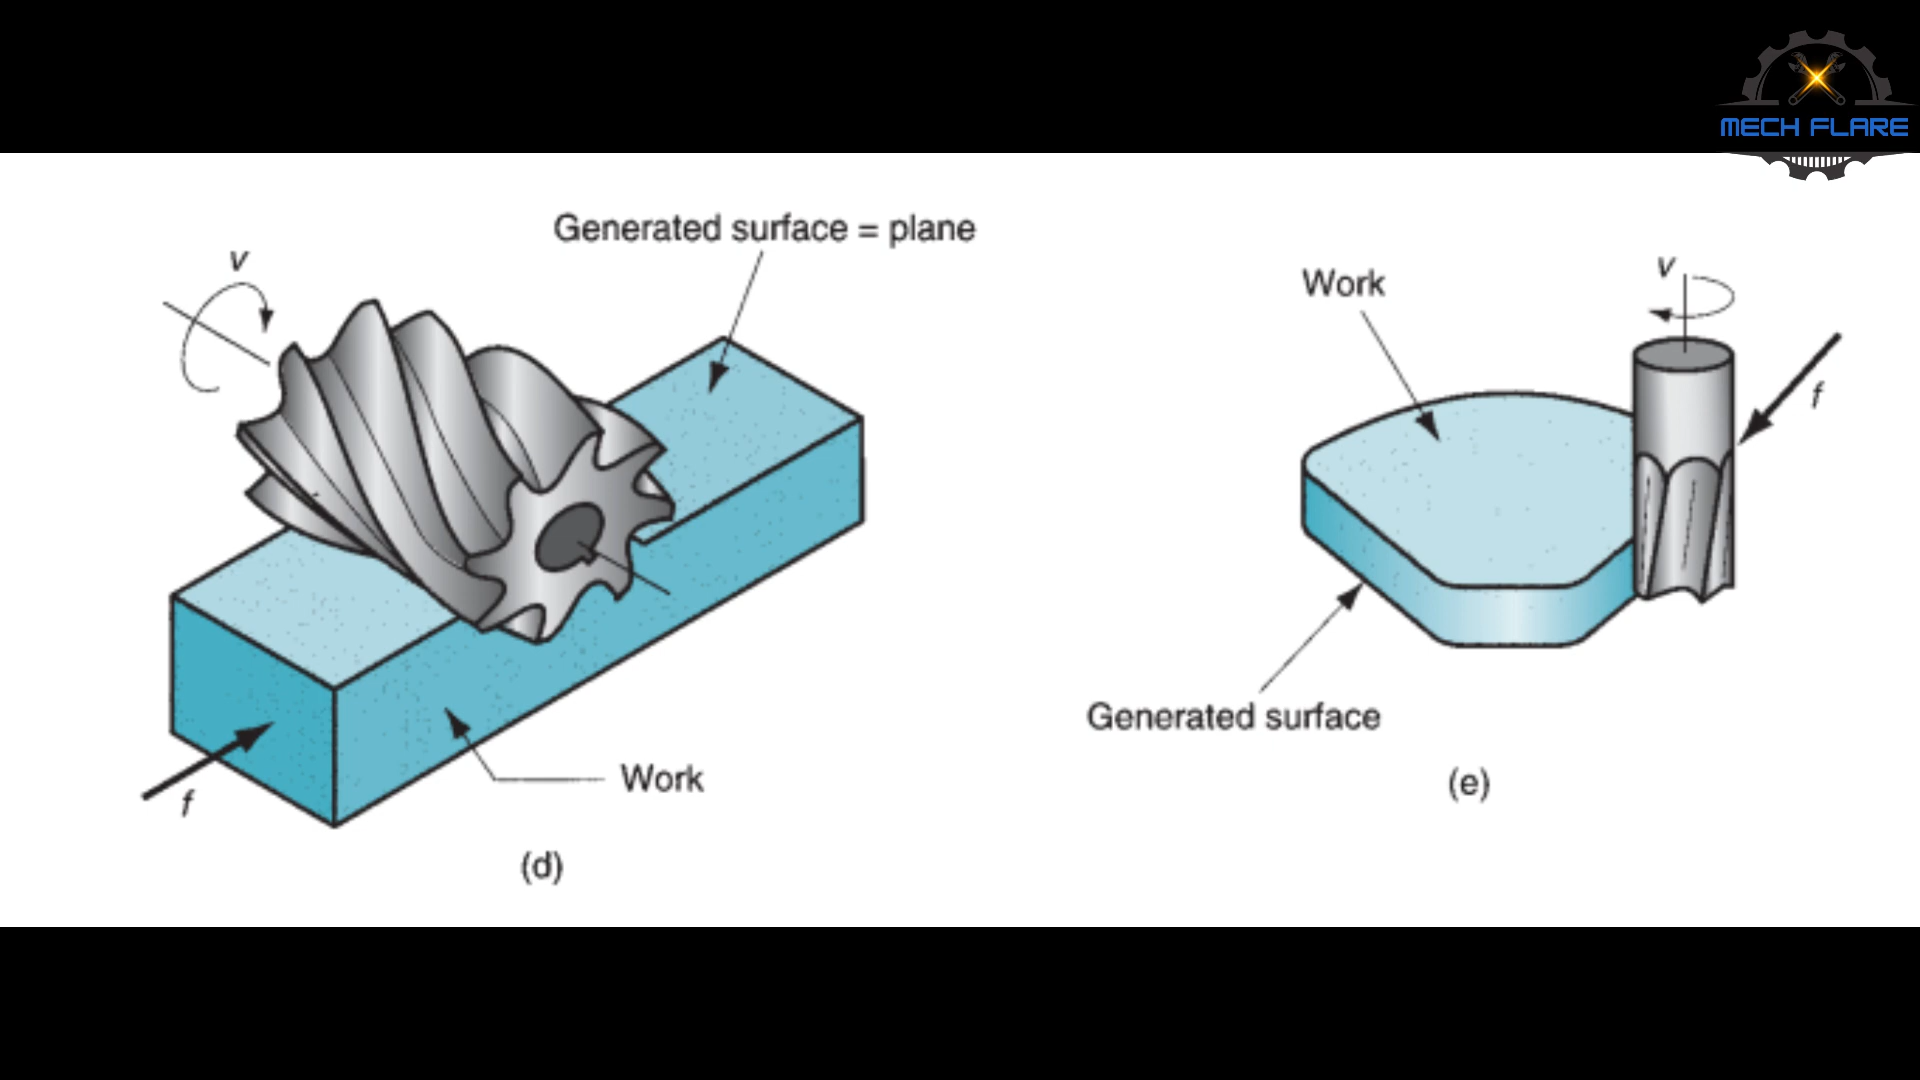 MECH FLARE
Generated surface = plane
v
Work
f
(d)
Work
v
f
Generated surface
(e)